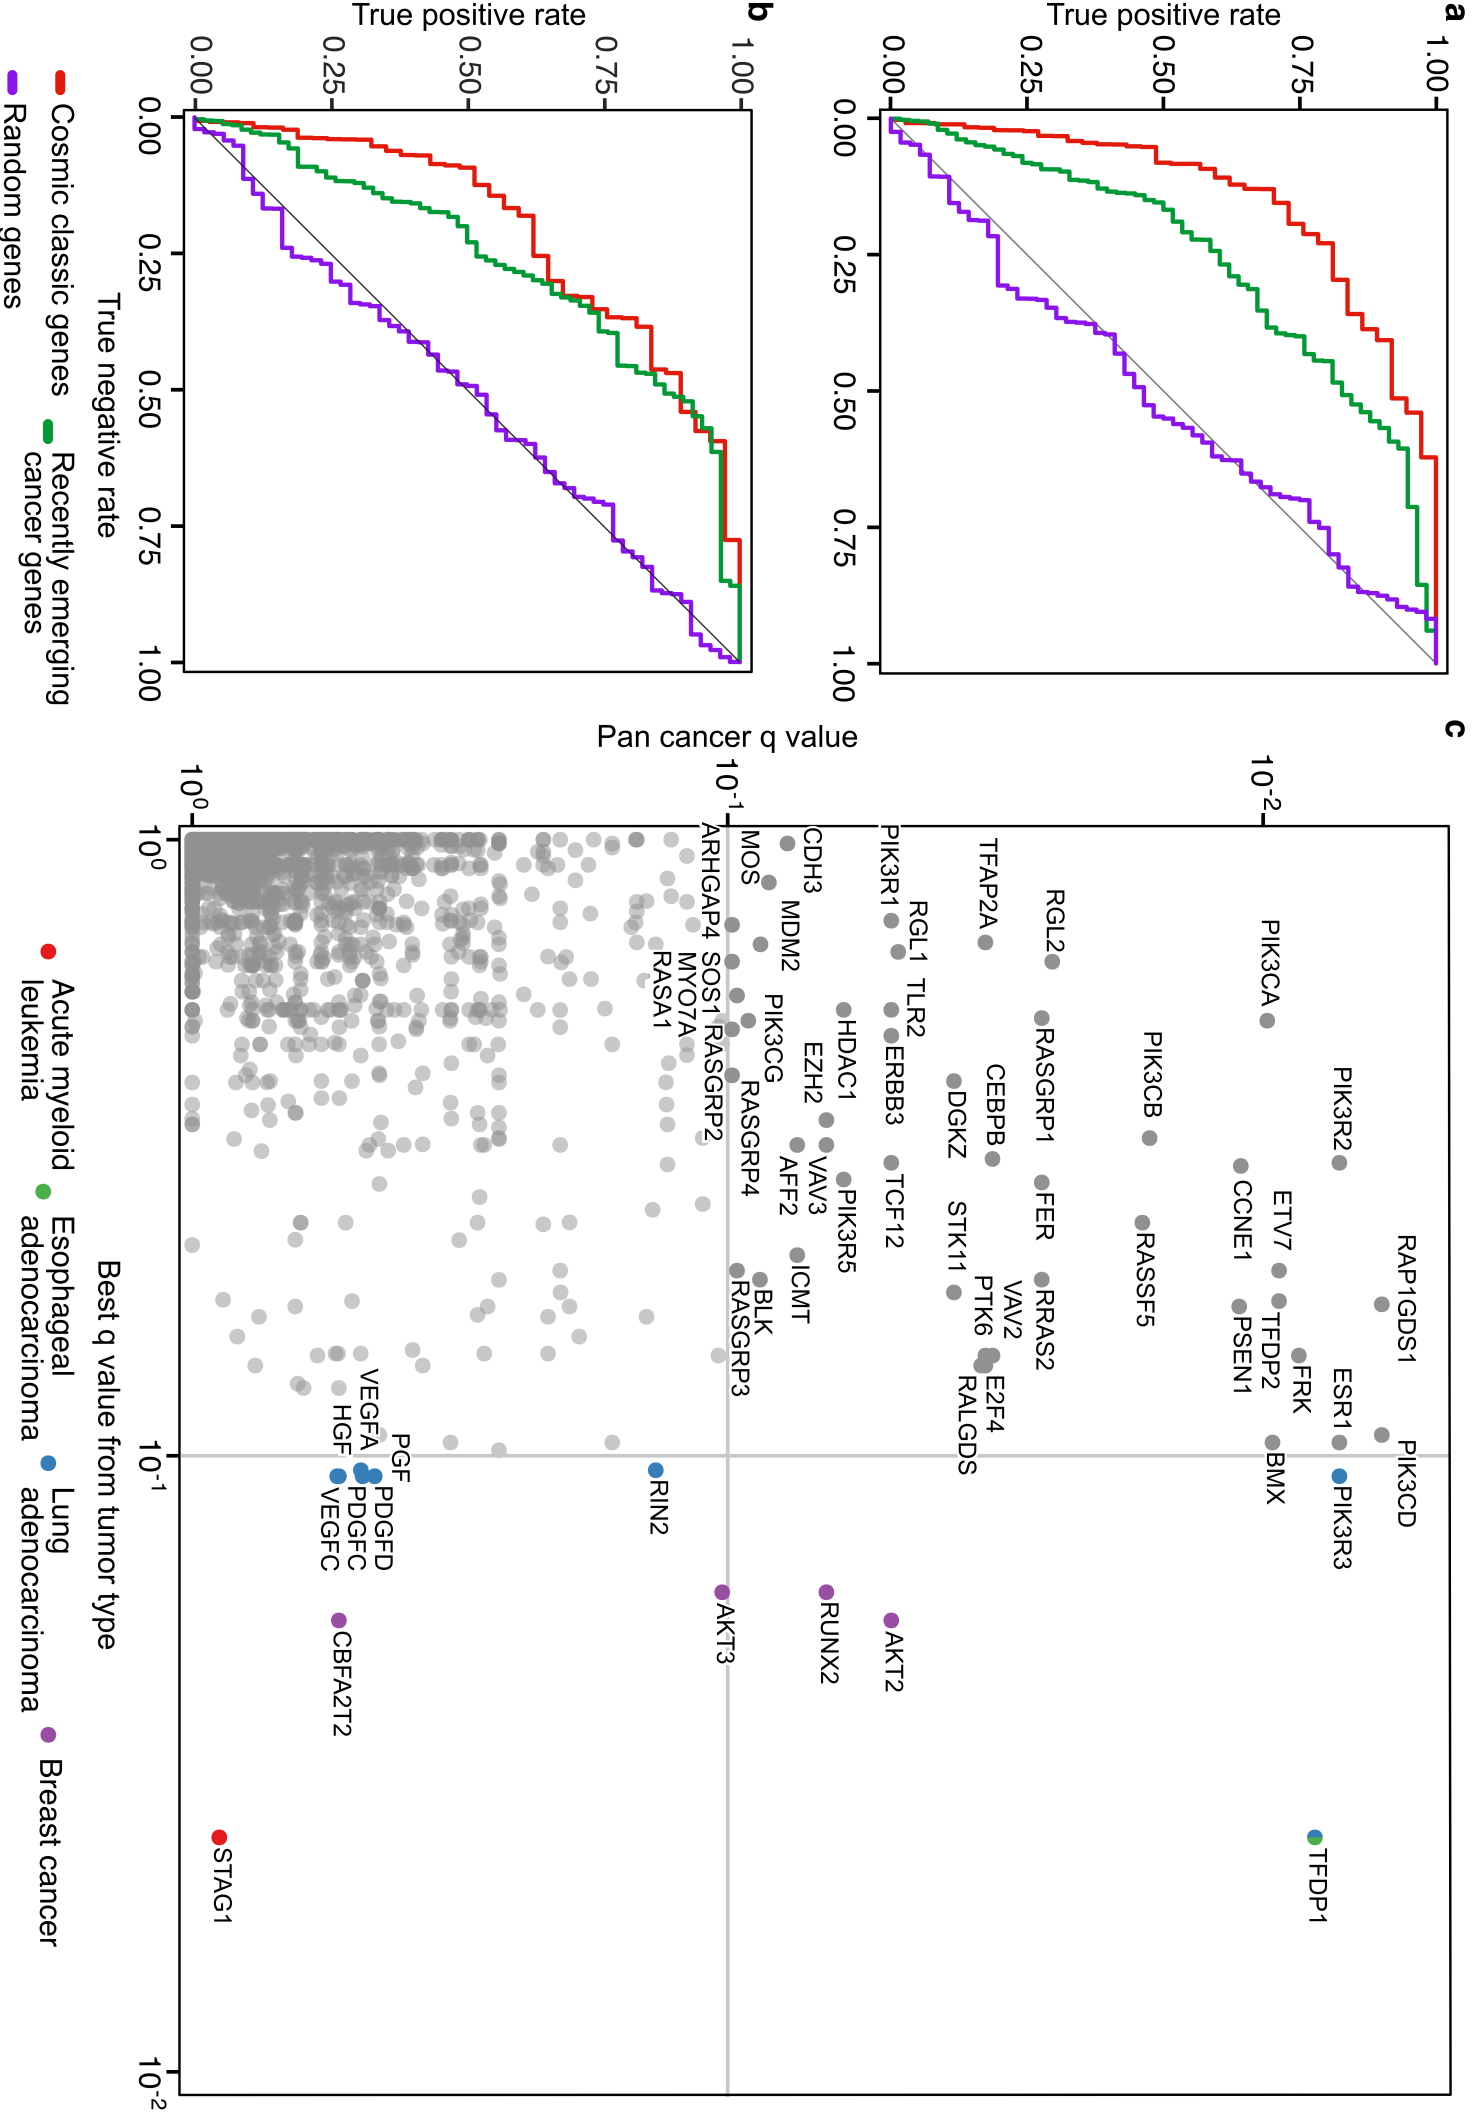 a
True positive rate
1.00
0.75
0.50
0.25
0.00
0.00
0.25
0.50
0.75
1.00
b
True positive rate
1.00
0.75
0.50
0.25
0.00
0.00
0.25
0.50
0.75
1.00
True negative rate
Cosmic classic genes
Recently emerging
cancer genes
Random genes
c
Pan cancer q value
10-2
10-1
100
100
10-1
10-2
RAP1GDS1
PIK3CD
PIK3R2
ESR1
PIK3R3
TFDP1
FRK
ETV7
TFDP2
BMX
PIK3CA
CCNE1
PSEN1
PIK3CB
RASSF5
RGL2
RASGRP1
FER
RRAS2
VAV2
TFAP2A
CEBPB
PTK6
E2F4
DGKZ
STK11
RALGDS
RGL1
TLR2
PIK3R1
ERBB3
TCF12
AKT2
HDAC1
PIK3R5
CDH3
EZH2
VAV3
RUNX2
MDM2
AFF2
ICMT
PIK3CG
MOS
RASGRP4
BLK
RASGRP3
ARHGAP4
SOS1
RASGRP2
AKT3
MYO7A
RASA1
RIN2
PGF
PDGFD
VEGFA
PDGFC
HGF
VEGFC
CBFA2T2
STAG1
Best q value from tumor type
Acute myeloid
leukemia
Esophageal
adenocarcinoma
Lung
adenocarcinoma
Breast cancer